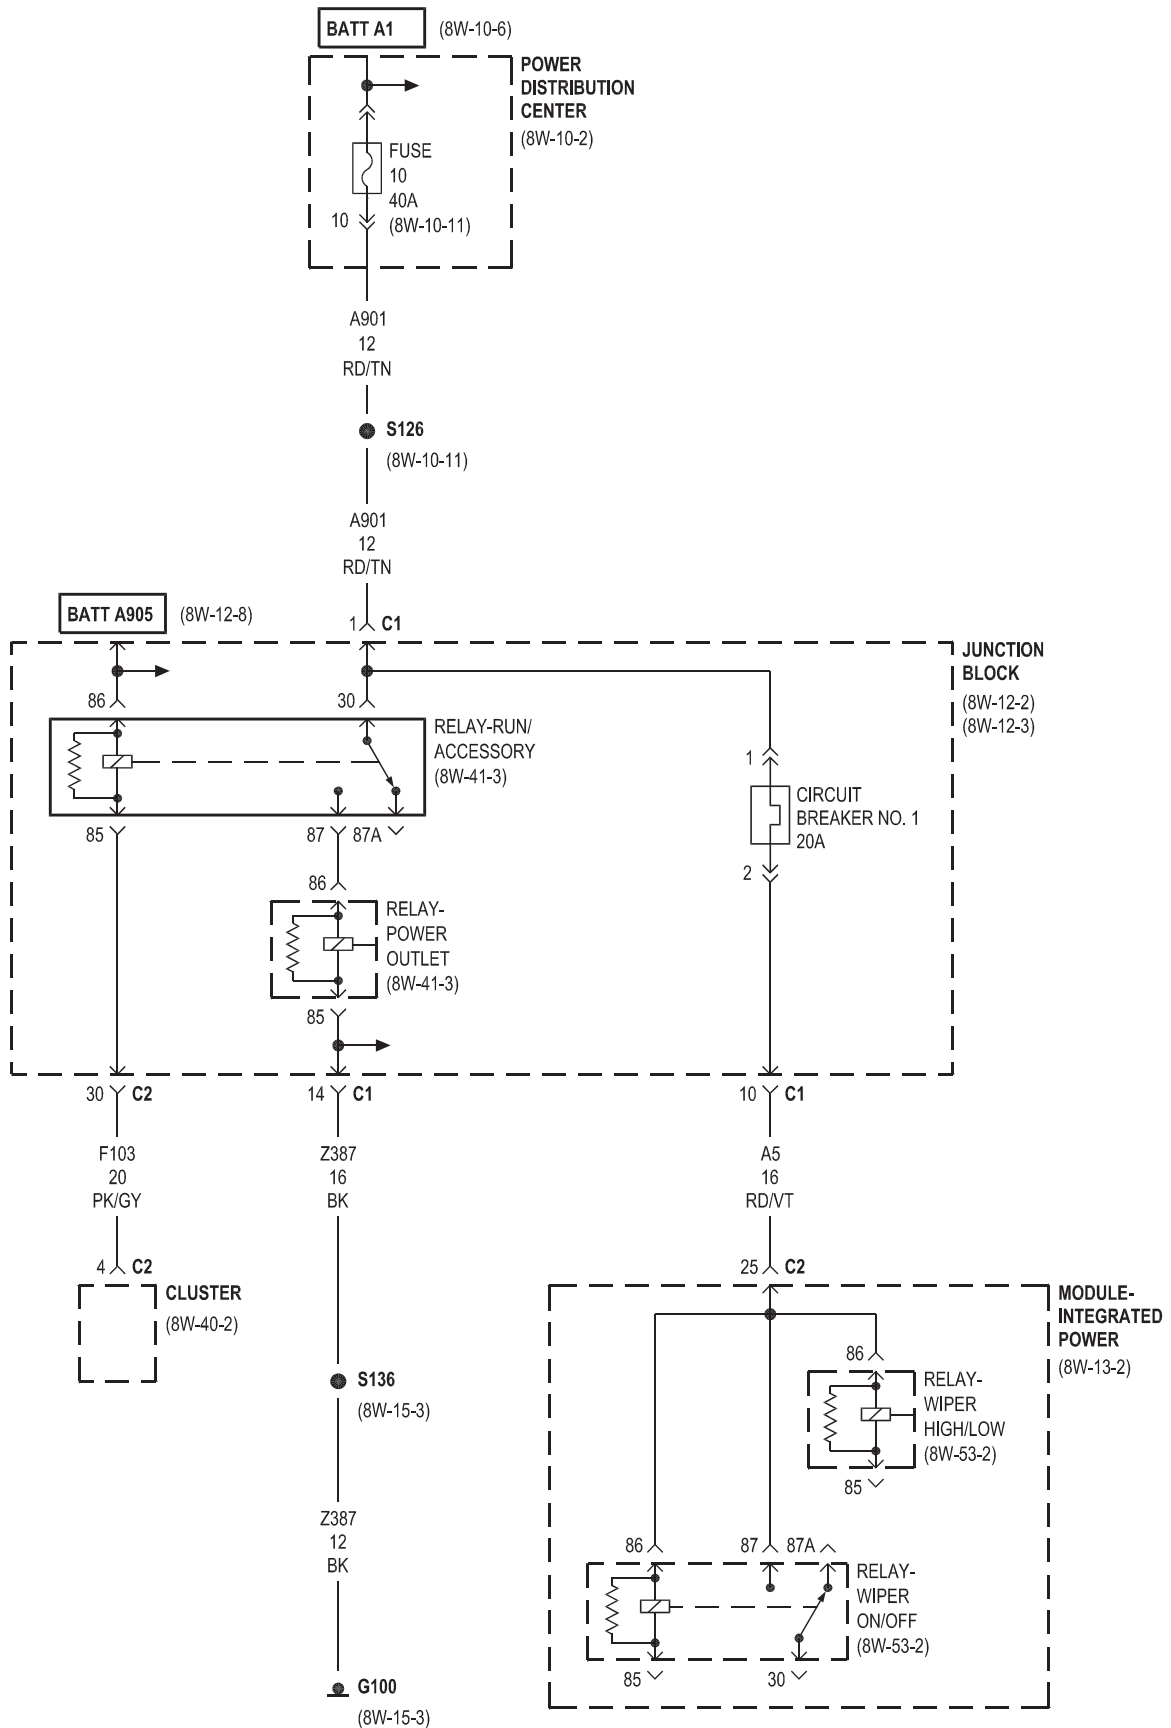 BATT A1 (8W-10-6)
POWER
DISTRIBUTION
CENTER
(8W-10-2)
FUSE
10
40A
(8W-10-11)
10
A901
12
RD/TN
S126
(8W-10-11)
A901
12
RD/TN
BATT A905 (8W-12-8)
1 C1
JUNCTION
BLOCK
(8W-12-2)
(8W-12-3)
86
30
RELAY-RUN/
ACCESSORY
(8W-41-3)
85
87 87A
1
CIRCUIT
BREAKER NO. 1
20A
2
86
RELAY-
POWER
OUTLET
(8W-41-3)
85
30 C2
14 C1
10 C1
F103
20
PK/GY
Z387
16
BK
A5
16
RD/VT
4 C2
CLUSTER
(8W-40-2)
25 C2
MODULE-
INTEGRATED
POWER
(8W-13-2)
86
RELAY-
WIPER
HIGH/LOW
(8W-53-2)
85
S136
(8W-15-3)
Z387
12
BK
86
87 87A
RELAY-
WIPER
ON/OFF
(8W-53-2)
85
30
G100
(8W-15-3)